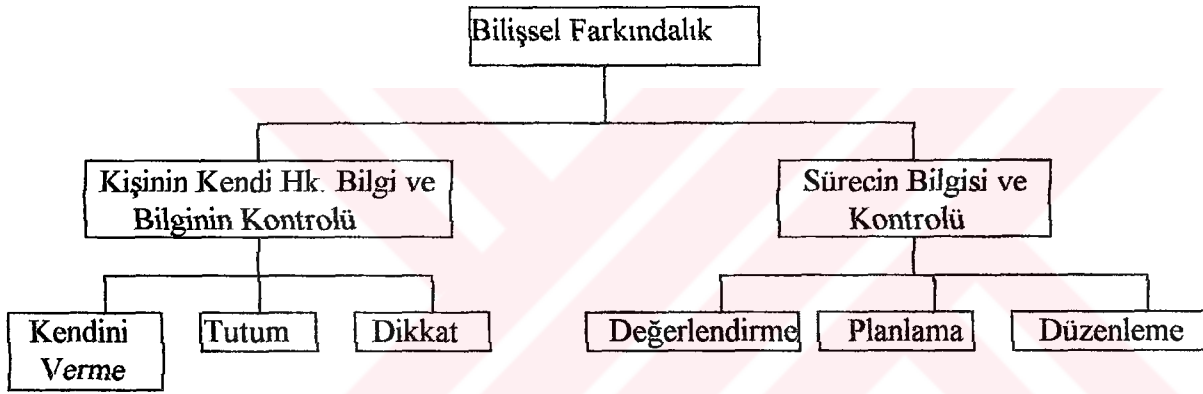 Bilişsel Farkındalık
Kişinin Kendi Hk. Bilgi ve
Bilginin Kontrolü
Sürecin Bilgisi ve
Kontrolü
Kendini
Verme
Tutum
Dikkat
Değerlendirme
Planlama
Düzenleme